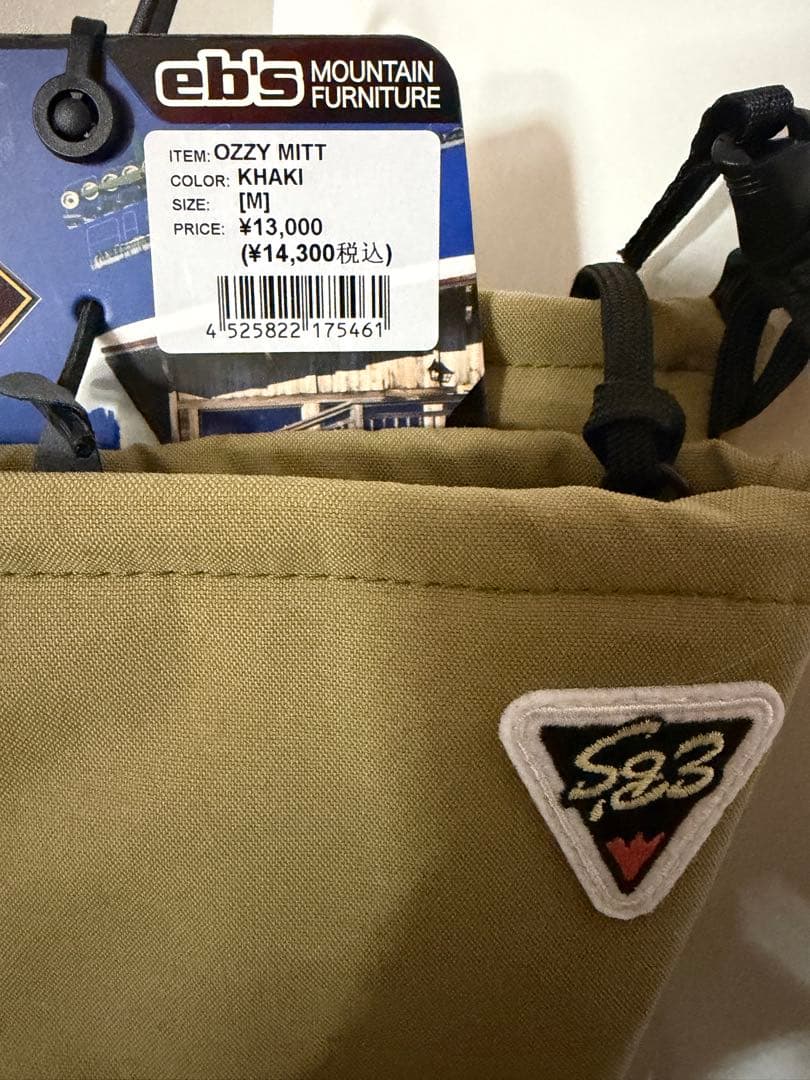 eb's MOUNTAIN
FURNITURE
ITEM: OZZY MITT
COLOR: KHAKI
SIZE: [M]
PRICE: ¥13,000
(¥14,300税込)
4 525822 175461